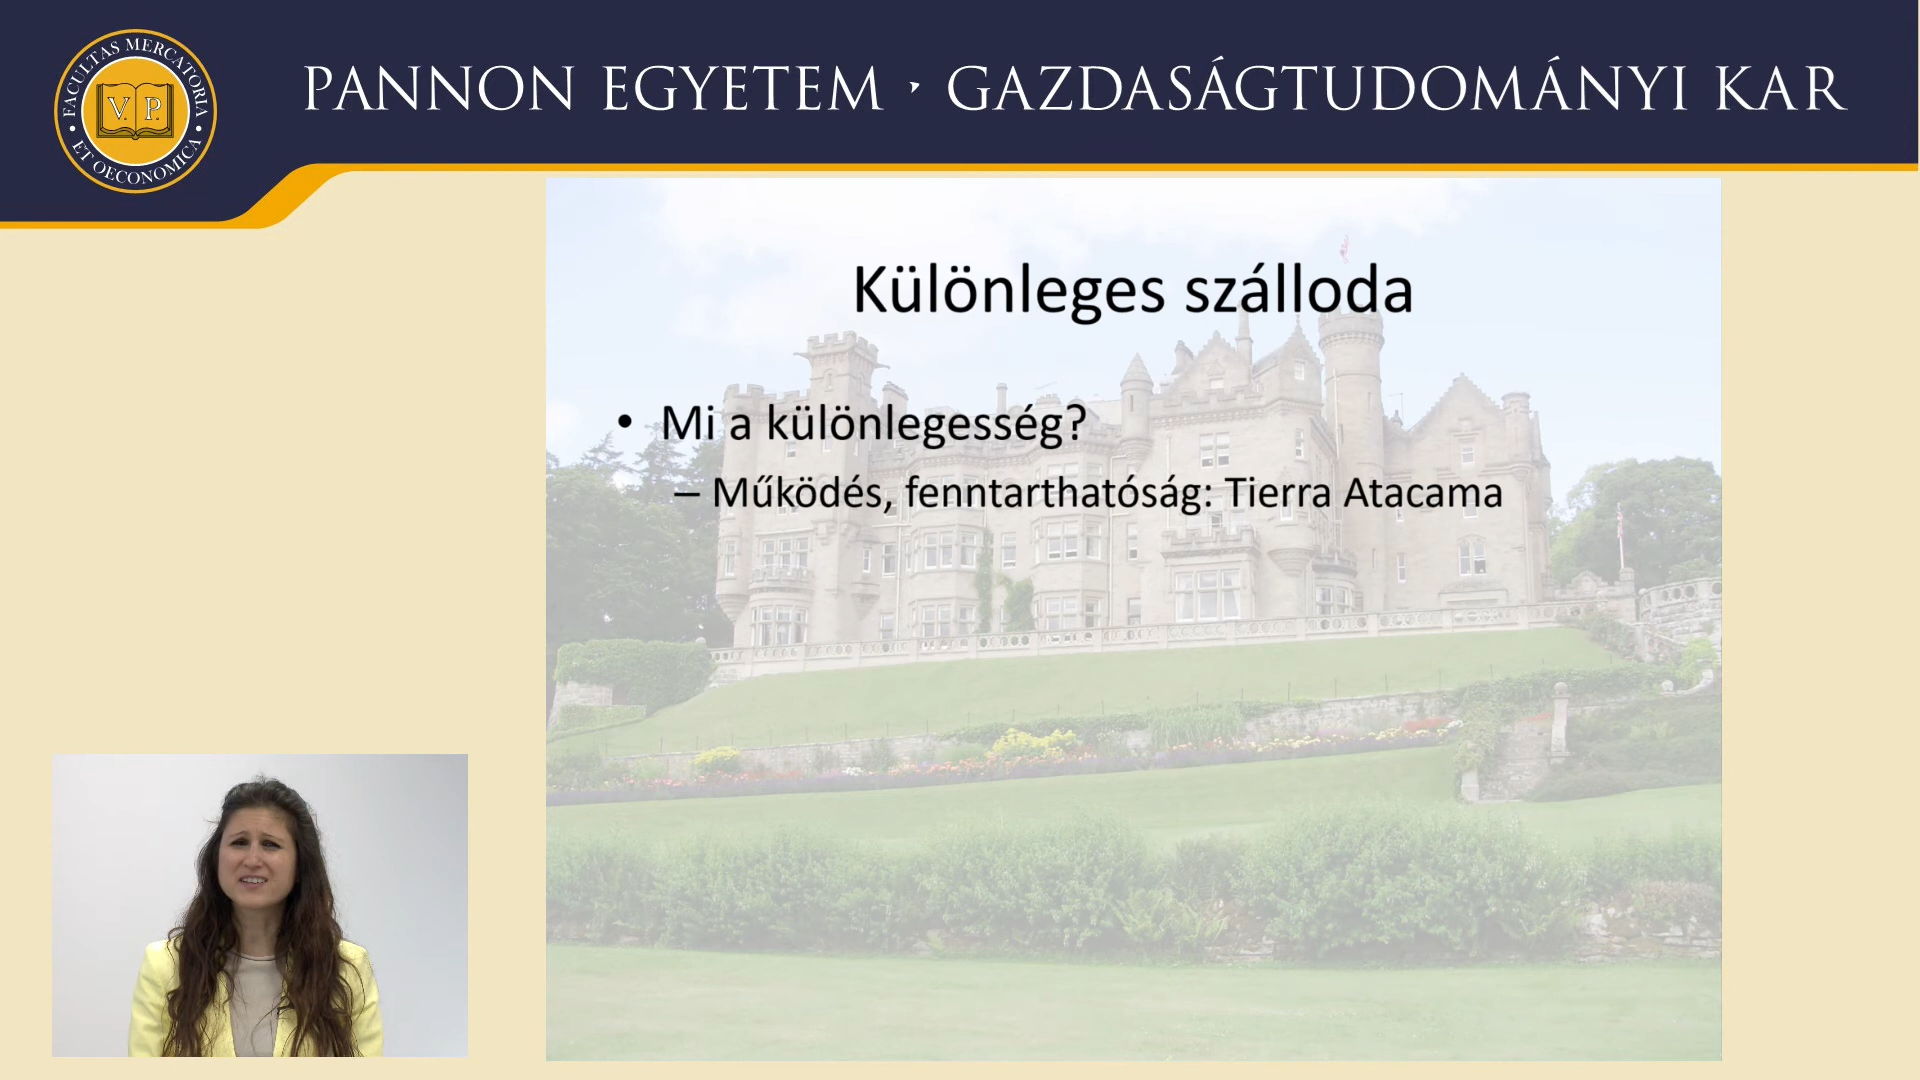 FACULTAS MERCATORIA
ET OECONOMICA
V. P.
PANNON EGYETEM · GAZDASÁGTUDOMÁNYI KAR
Különleges szálloda
• Mi a különlegesség?
– Működés, fenntarthatóság: Tierra Atacama